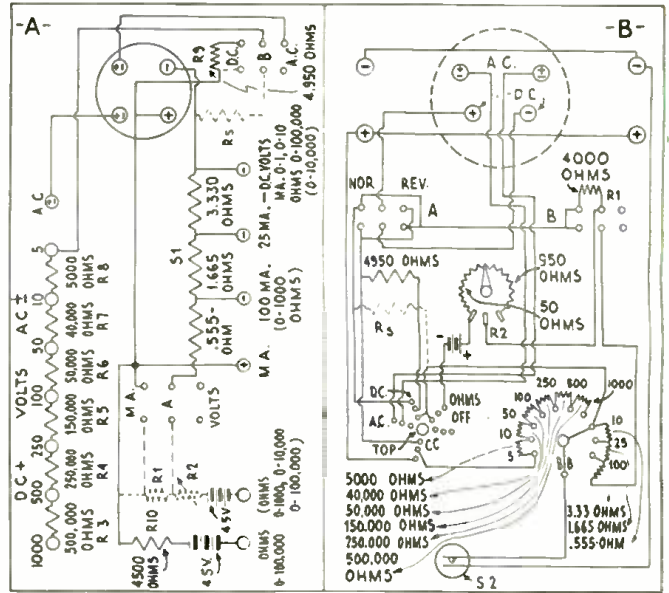 -A-
±
-
±
+
R9
D.C.
B
A.C.
4.950 OHMS
RS
A.C.
±
3.330 OHMS
S1
1.665 OHMS
.555- OHM
-
-
-
+
25 MA. - D.C. VOLTS
MA. 0-1, 0-10
OHMS 0-100,000
(0-10,000)
100 MA.
(0-1000 OHMS)
MA.
DC+ VOLTS AC±
5
10
50
100
250
500
1000
5000 OHMS R8
40,000 OHMS R7
50,000 OHMS R6
150,000 OHMS R5
250,000 OHMS R4
500,000 OHMS R3
MA.
A
VOLTS
R1
R2
4.5V.
(OHMS 0-1000, 0-10,000
0-100,000)
R10
4500 OHMS
4.5V.
OHMS
0-100,000
-B-
-
-
A.C.
±
±
-D.C.
+
-
+
+
4000
OHMS
R1
NOR.
REV.
A
B
4950 OHMS
950
OHMS
50
OHMS
RS
-
+
R2
D.C.
OHMS
OFF
A.C.
TOP
CC
5
10
50
100
250
500
1000
10
25
100
BB
5000 OHMS
40,000 OHMS
50,000 OHMS
150.000 OHMS
250.000 OHMS
500,000
OHMS
3.33 OHMS
1.665 OHMS
.555-OHM
S2